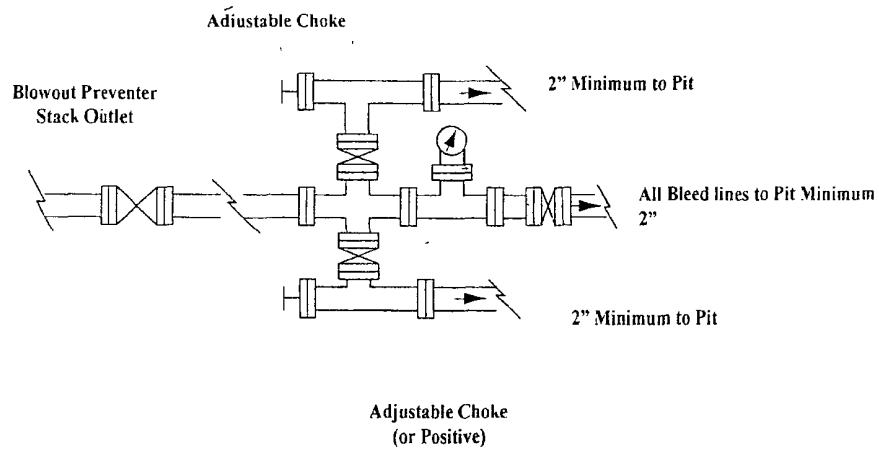 Adiustable Choke
2” Minimum to Pit
Blowout Preventer
Stack Outlet
All Bleed lines to Pit Minimum
2”
2” Minimum to Pit
Adjustable Choke
(or Positive)